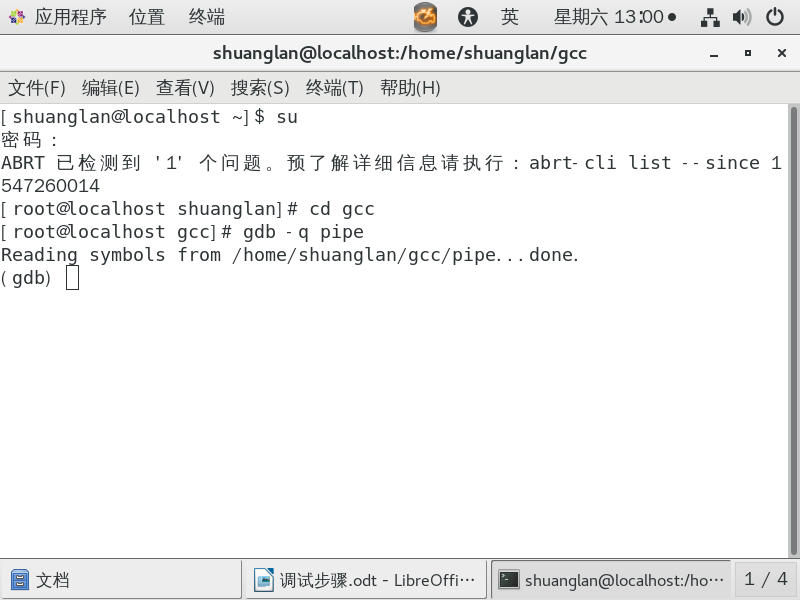 应用程序 位置 终端 英 星期六 13:00
shuanglan@localhost:/home/shuanglan/gcc
文件(F) 编辑(E) 查看(V) 搜索(S) 终端(T) 帮助(H)
[shuanglan@localhost ~]$ su
密码：
ABRT 已检测到 '1' 个问题。预了解详细信息请执行：abrt-cli list --since 1
547260014
[root@localhost shuanglan]# cd gcc
[root@localhost gcc]# gdb -q pipe
Reading symbols from /home/shuanglan/gcc/pipe...done.
(gdb)
文档 调试步骤.odt - LibreOffi··· shuanglan@localhost:/ho··· 1 / 4